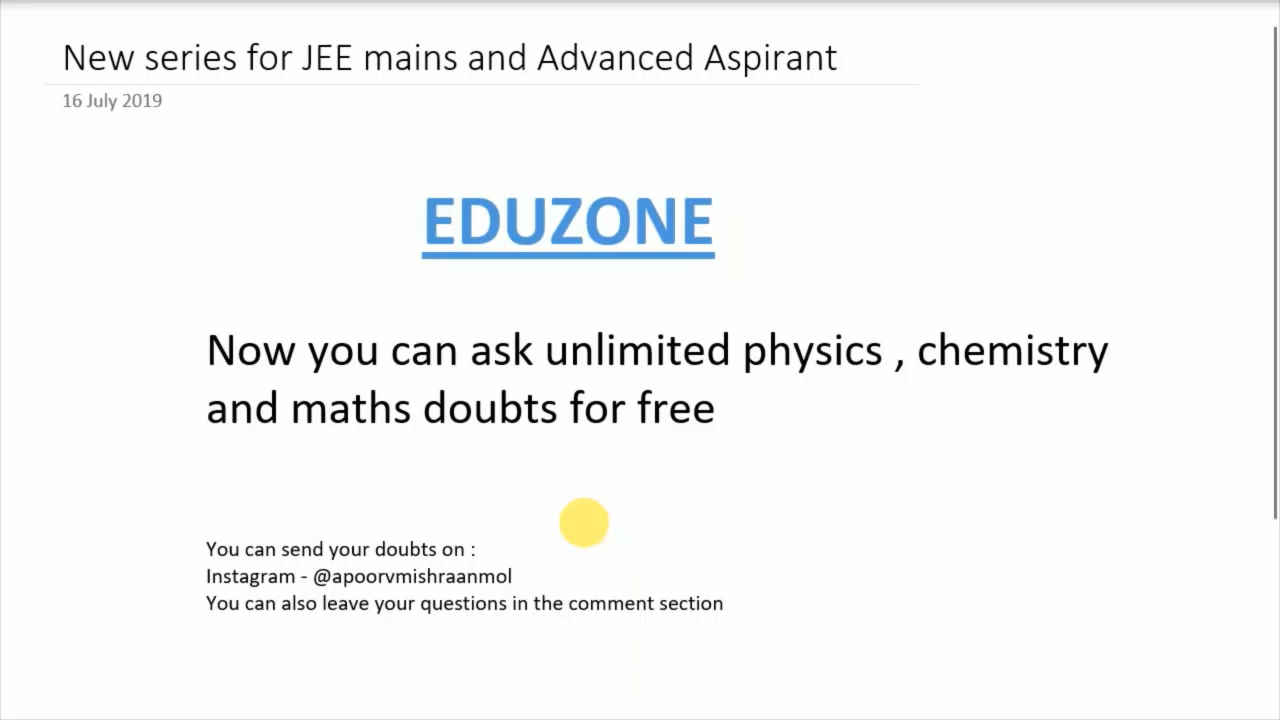 New series for JEE mains and Advanced Aspirant
16 July 2019
EDUZONE
Now you can ask unlimited physics , chemistry
and maths doubts for free
You can send your doubts on :
Instagram - @apoorvmishraanmol
You can also leave your questions in the comment section